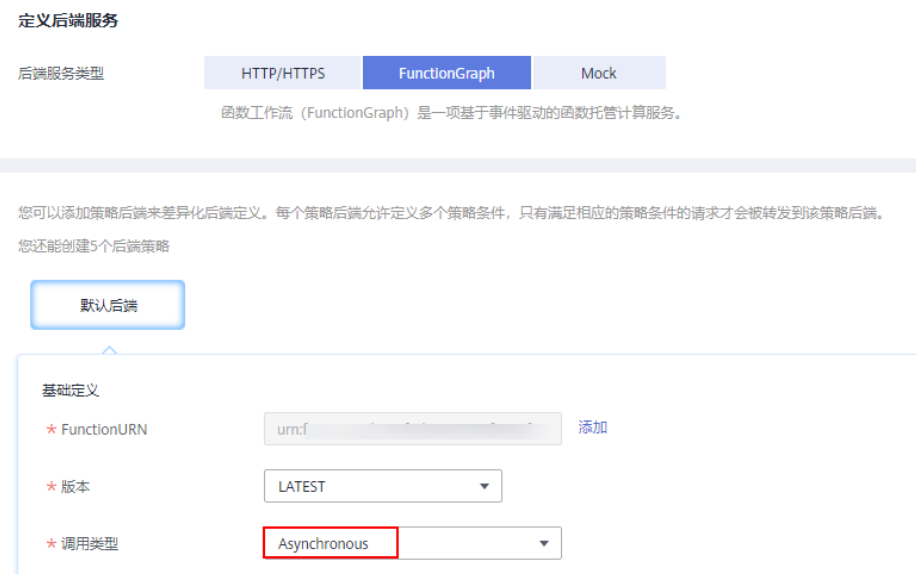 定义后端服务
后端服务类型 HTTP/HTTPS FunctionGraph Mock
函数工作流（FunctionGraph）是一项基于事件驱动的函数托管计算服务。
您可以添加策略后端来差异化后端定义。每个策略后端允许定义多个策略条件，只有满足相应的策略条件的请求才会被转发到该策略后端。
您还能创建5个后端策略
默认后端
基础定义
* FunctionURN urn:f 添加
* 版本 LATEST
* 调用类型 Asynchronous